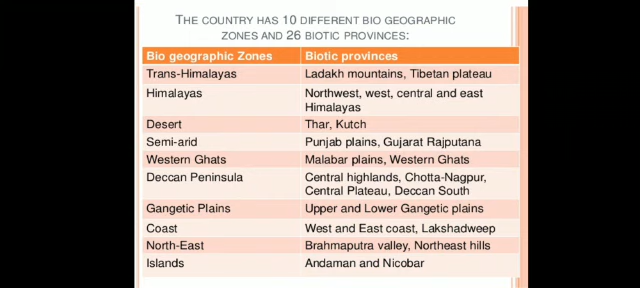 THE COUNTRY HAS 10 DIFFERENT BIO GEOGRAPHIC
ZONES AND 26 BIOTIC PROVINCES:
Bio geographic Zones Biotic provinces
Trans-Himalayas Ladakh mountains, Tibetan plateau
Himalayas Northwest, west, central and east
Himalayas
Desert Thar, Kutch
Semi-arid Punjab plains, Gujarat Rajputana
Western Ghats Malabar plains, Western Ghats
Deccan Peninsula Central highlands, Chotta-Nagpur,
Central Plateau, Deccan South
Gangetic Plains Upper and Lower Gangetic plains
Coast West and East coast, Lakshadweep
North-East Brahmaputra valley, Northeast hills
Islands Andaman and Nicobar